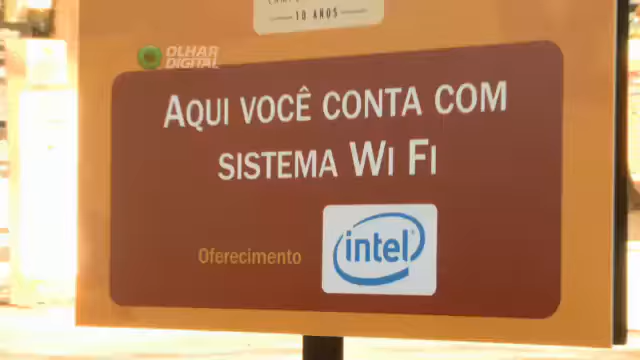 10 ANOS
OLHAR
DIGITAL
AQUI VOCÊ CONTA COM
SISTEMA WI FI
Oferecimento
intel